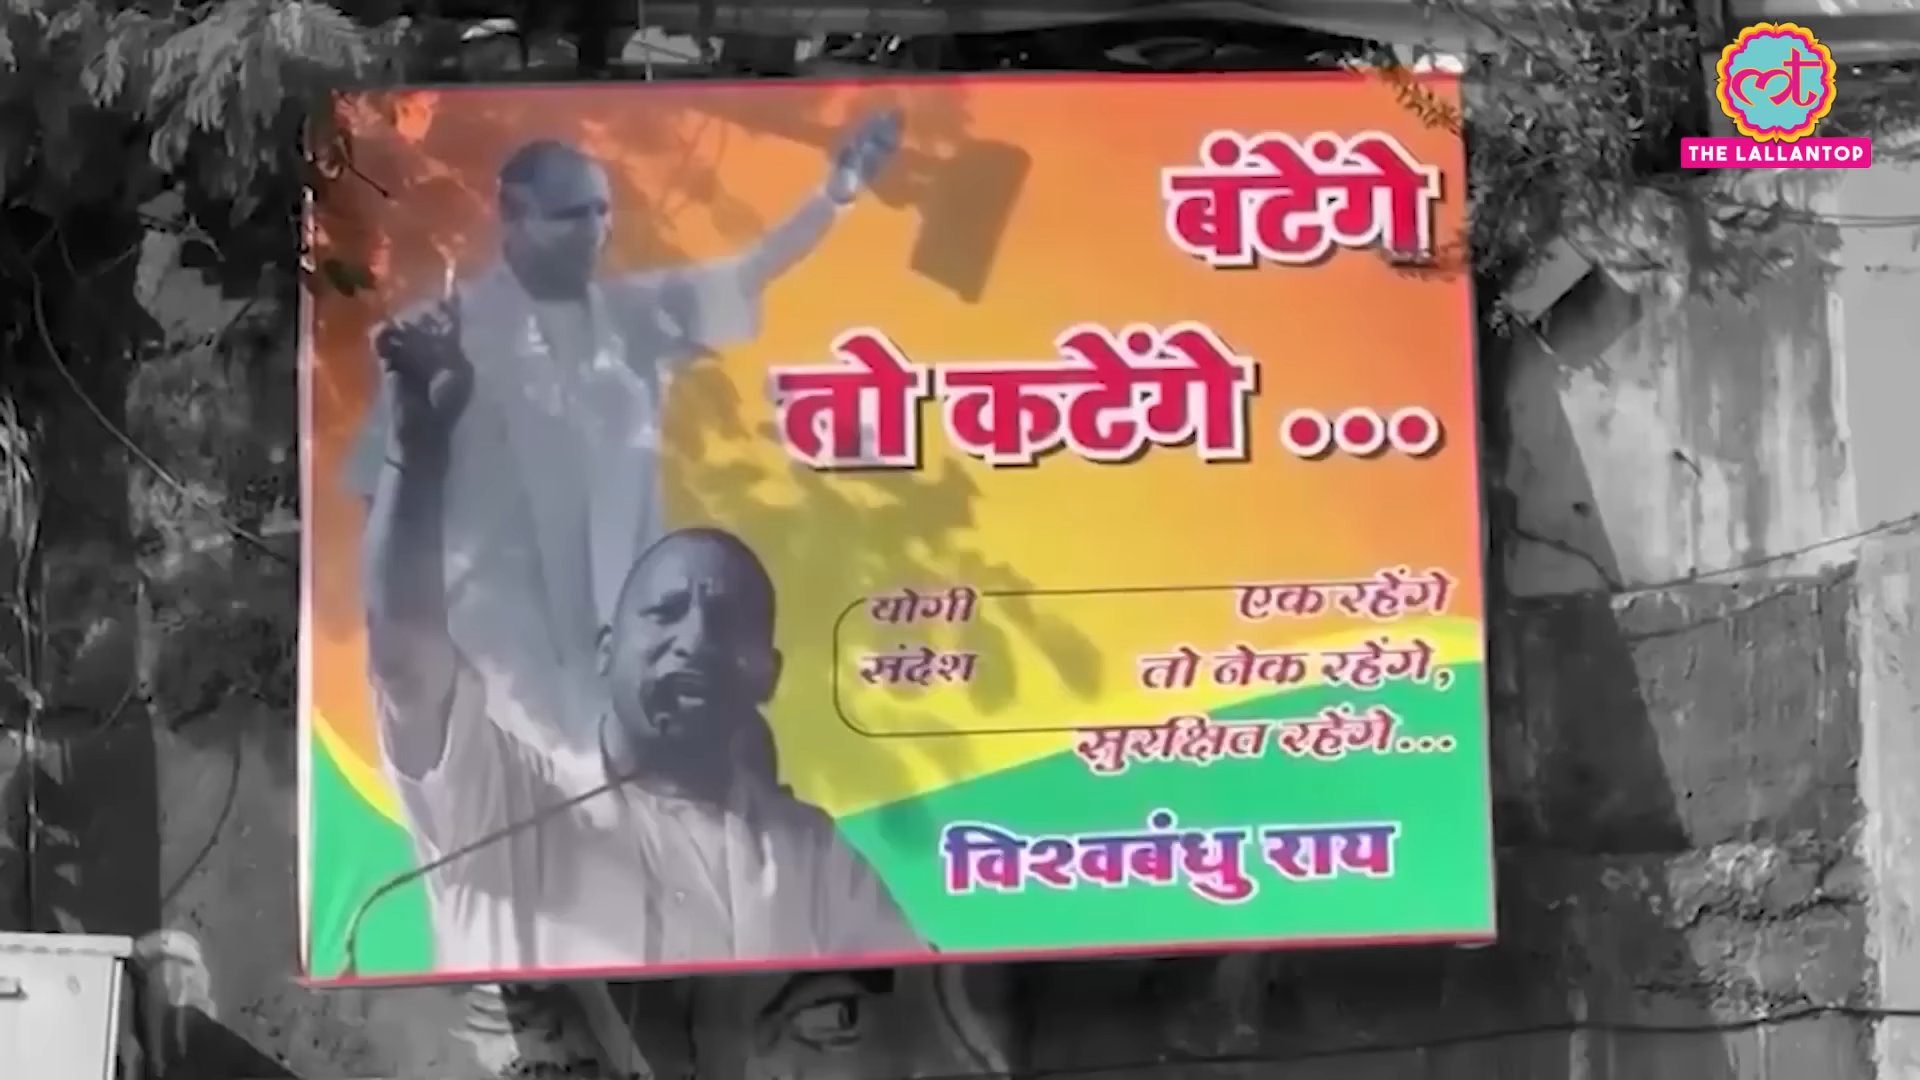 THE LALLANTOP
बंटेंगे
तो कटेंगे ...
योगी संदेश
एक रहेंगे
तो नेक रहेंगे,
सुरक्षित रहेंगे...
विश्वबंधु राय